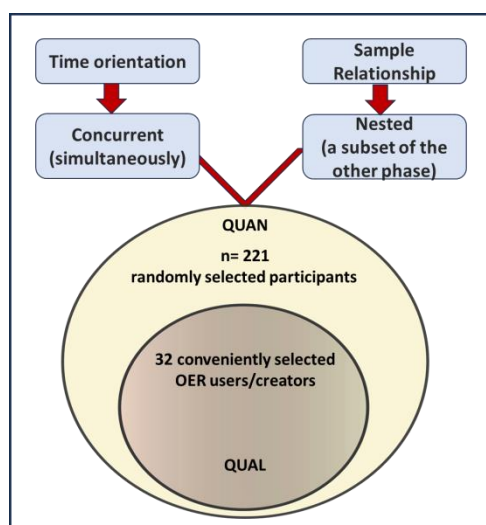 Time orientation
Sample
Relationship
Concurrent
(simultaneously)
Nested
(a subset of the
other phase)
QUAN
n= 221
randomly selected participants
32 conveniently selected
OER users/creators
QUAL